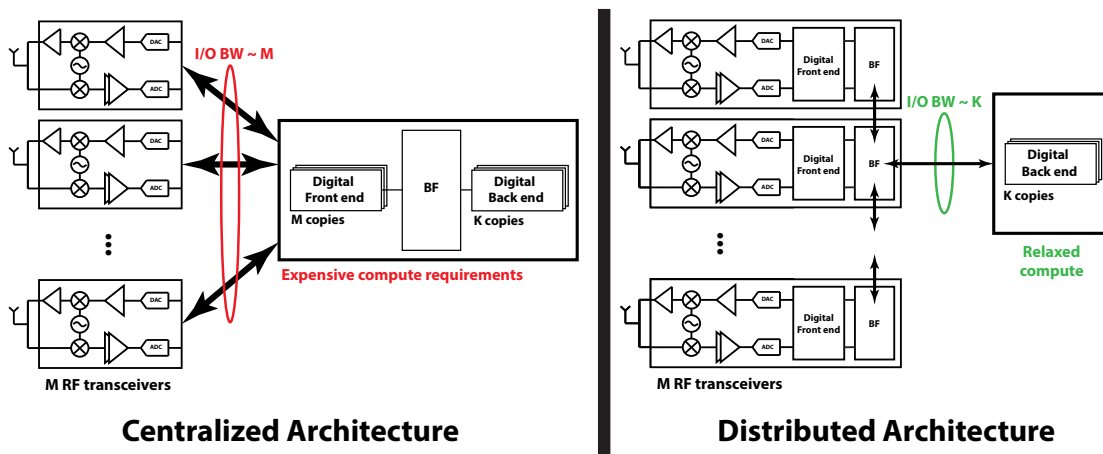 DAC
ADC
I/O BW ~ M
DAC
ADC
Digital
Front end
M copies
BF
Digital
Back end
K copies
Expensive compute requirements
DAC
ADC
M RF transceivers
Centralized Architecture
DAC
ADC
Digital
Front end
BF
I/O BW ~ K
DAC
ADC
Digital
Front end
BF
Digital
Back end
K copies
Relaxed
compute
DAC
ADC
Digital
Front end
BF
M RF transceivers
Distributed Architecture